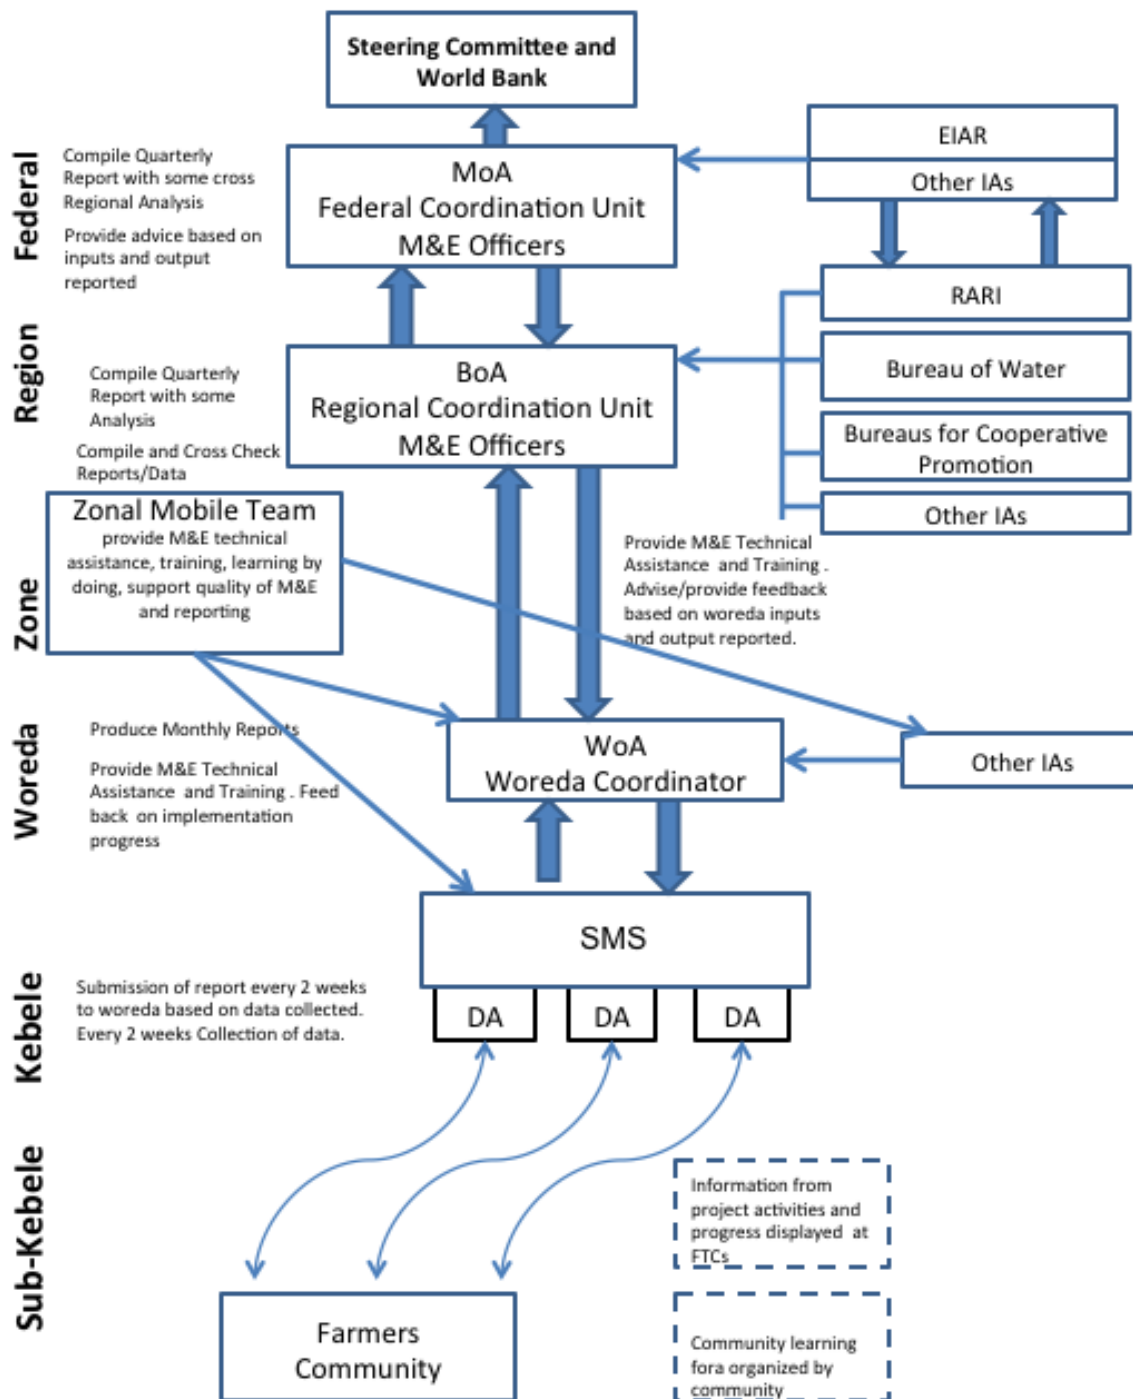 Steering Committee and
World Bank
Federal
Compile Quarterly
Report with some cross
Regional Analysis
Provide advice based on
inputs and output
reported
MoA
Federal Coordination Unit
M&E Officers
EIAR
Other IAs
Region
Compile Quarterly
Report with some
Analysis
Compile and Cross Check
Reports/Data
BoA
Regional Coordination Unit
M&E Officers
RARI
Bureau of Water
Bureaus for Cooperative
Promotion
Other IAs
Zone
Zonal Mobile Team
provide M&E technical
assistance, training, learning by
doing, support quality of M&E
and reporting
Provide M&E Technical
Assistance and Training .
Advise/provide feedback
based on woreda inputs
and output reported.
Woreda
Produce Monthly Reports
Provide M&E Technical
Assistance and Training . Feed
back on implementation
progress
WoA
Woreda Coordinator
Other IAs
Kebele
Submission of report every 2 weeks
to woreda based on data collected.
Every 2 weeks Collection of data.
SMS
DA
DA
DA
Sub-Kebele
Information from
project activities and
progress displayed at
FTCs
Farmers
Community
Community learning
fora organized by
community